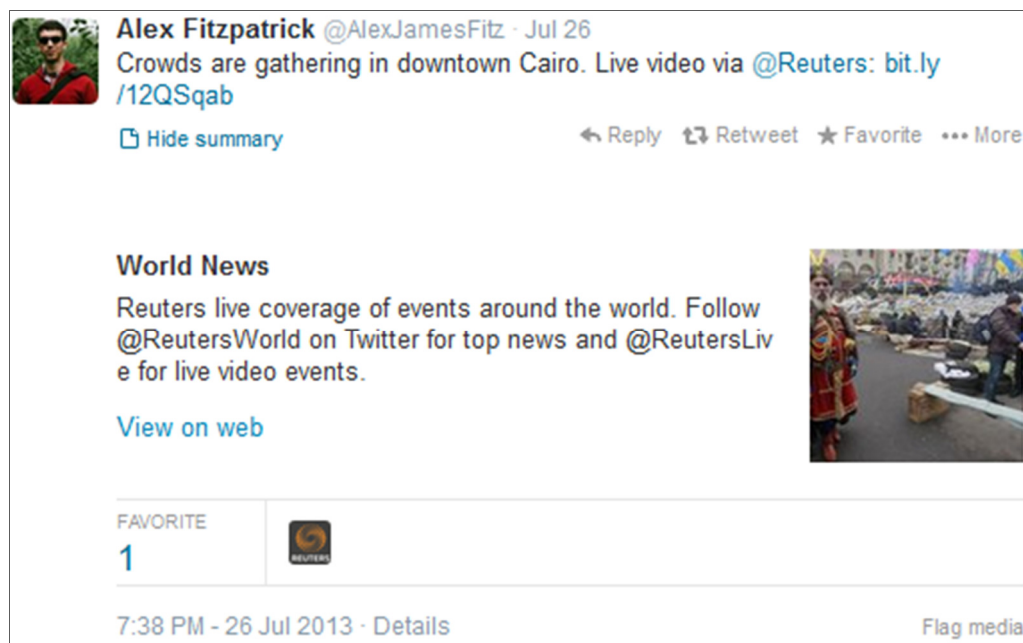 Alex Fitzpatrick @AlexJamesFitz · Jul 26
Crowds are gathering in downtown Cairo. Live video via @Reuters: bit.ly
/12QSqab
Hide summary
Reply Retweet Favorite More
World News
Reuters live coverage of events around the world. Follow
@ReutersWorld on Twitter for top news and @ReutersLiv
e for live video events.
View on web
FAVORITE
1
REUTERS
7:38 PM - 26 Jul 2013 · Details
Flag media